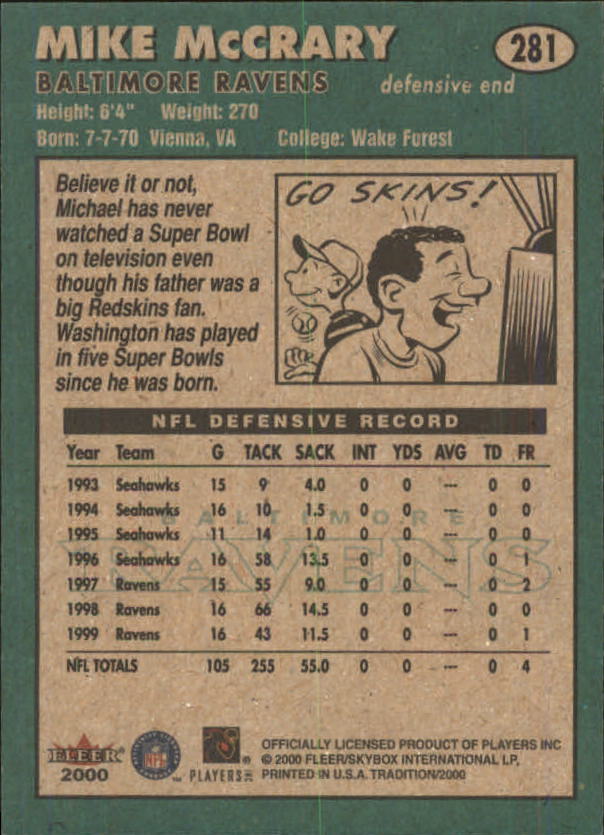 MIKE McCRARY
281
BALTIMORE RAVENS
defensive end
Height: 6'4" Weight: 270
Born: 7-7-70 Vienna, VA College: Wake Forest
Believe it or not,
Michael has never
watched a Super Bowl
on television even
though his father was a
big Redskins fan.
Washington has played
in five Super Bowls
since he was born.
GO SKINS!
NFL DEFENSIVE RECORD
Year Team G TACK SACK INT YDS AVG TD FR
1993 Seahawks 15 9 4.0 0 0 --- 0 0
1994 Seahawks 16 10 1.5 0 0 --- 0 0
1995 Seahawks 11 14 1.0 0 0 --- 0 0
1996 Seahawks 16 58 13.5 0 0 --- 0 1
1997 Ravens 15 55 9.0 0 0 --- 0 2
1998 Ravens 16 66 14.5 0 0 --- 0 0
1999 Ravens 16 43 11.5 0 0 --- 0 1
NFL TOTALS 105 255 55.0 0 0 --- 0 4
BALTIMORE
RAVENS
FLEER
2000
NFL
PLAYERS INC
OFFICIALLY LICENSED PRODUCT OF PLAYERS INC
© 2000 FLEER/SKYBOX INTERNATIONAL LP,
PRINTED IN U.S.A. TRADITION/2000